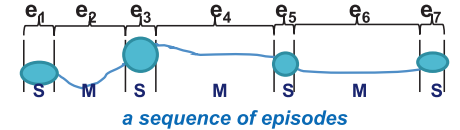 e1 e2 e3 e4 e5 e6 e7
S M S M S M S
a sequence of episodes